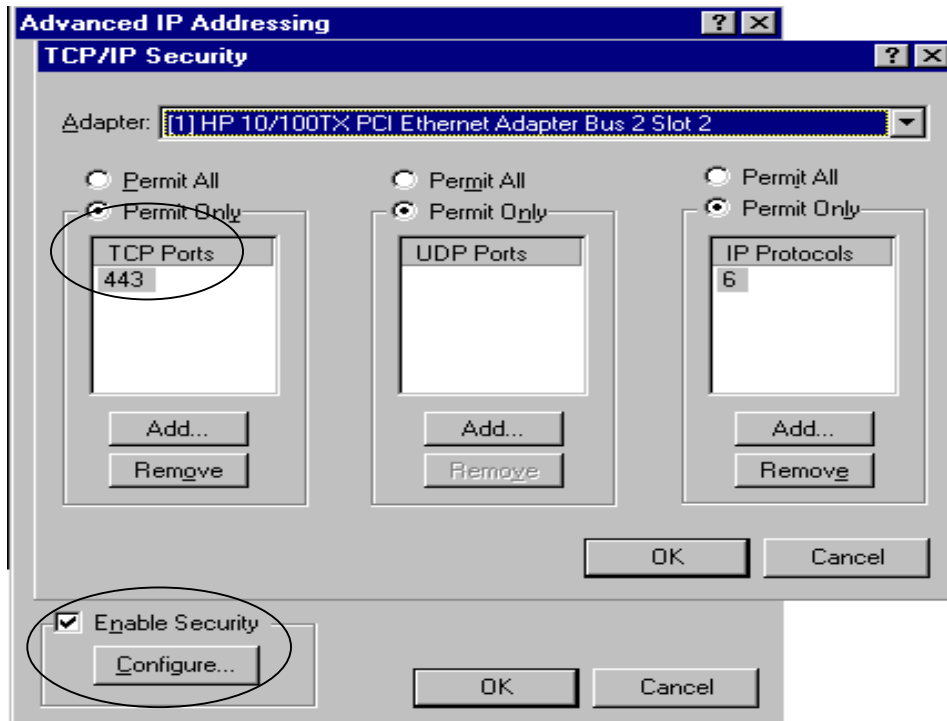 Advanced IP Addressing
TCP/IP Security
Adapter: [1] HP 10/100TX PCI Ethernet Adapter Bus 2 Slot 2
Permit All Permit All Permit All
Permit Only Permit Only Permit Only
TCP Ports UDP Ports IP Protocols
443 6
Add... Add... Add...
Remove Remove Remove
OK Cancel
Enable Security
Configure...
OK Cancel